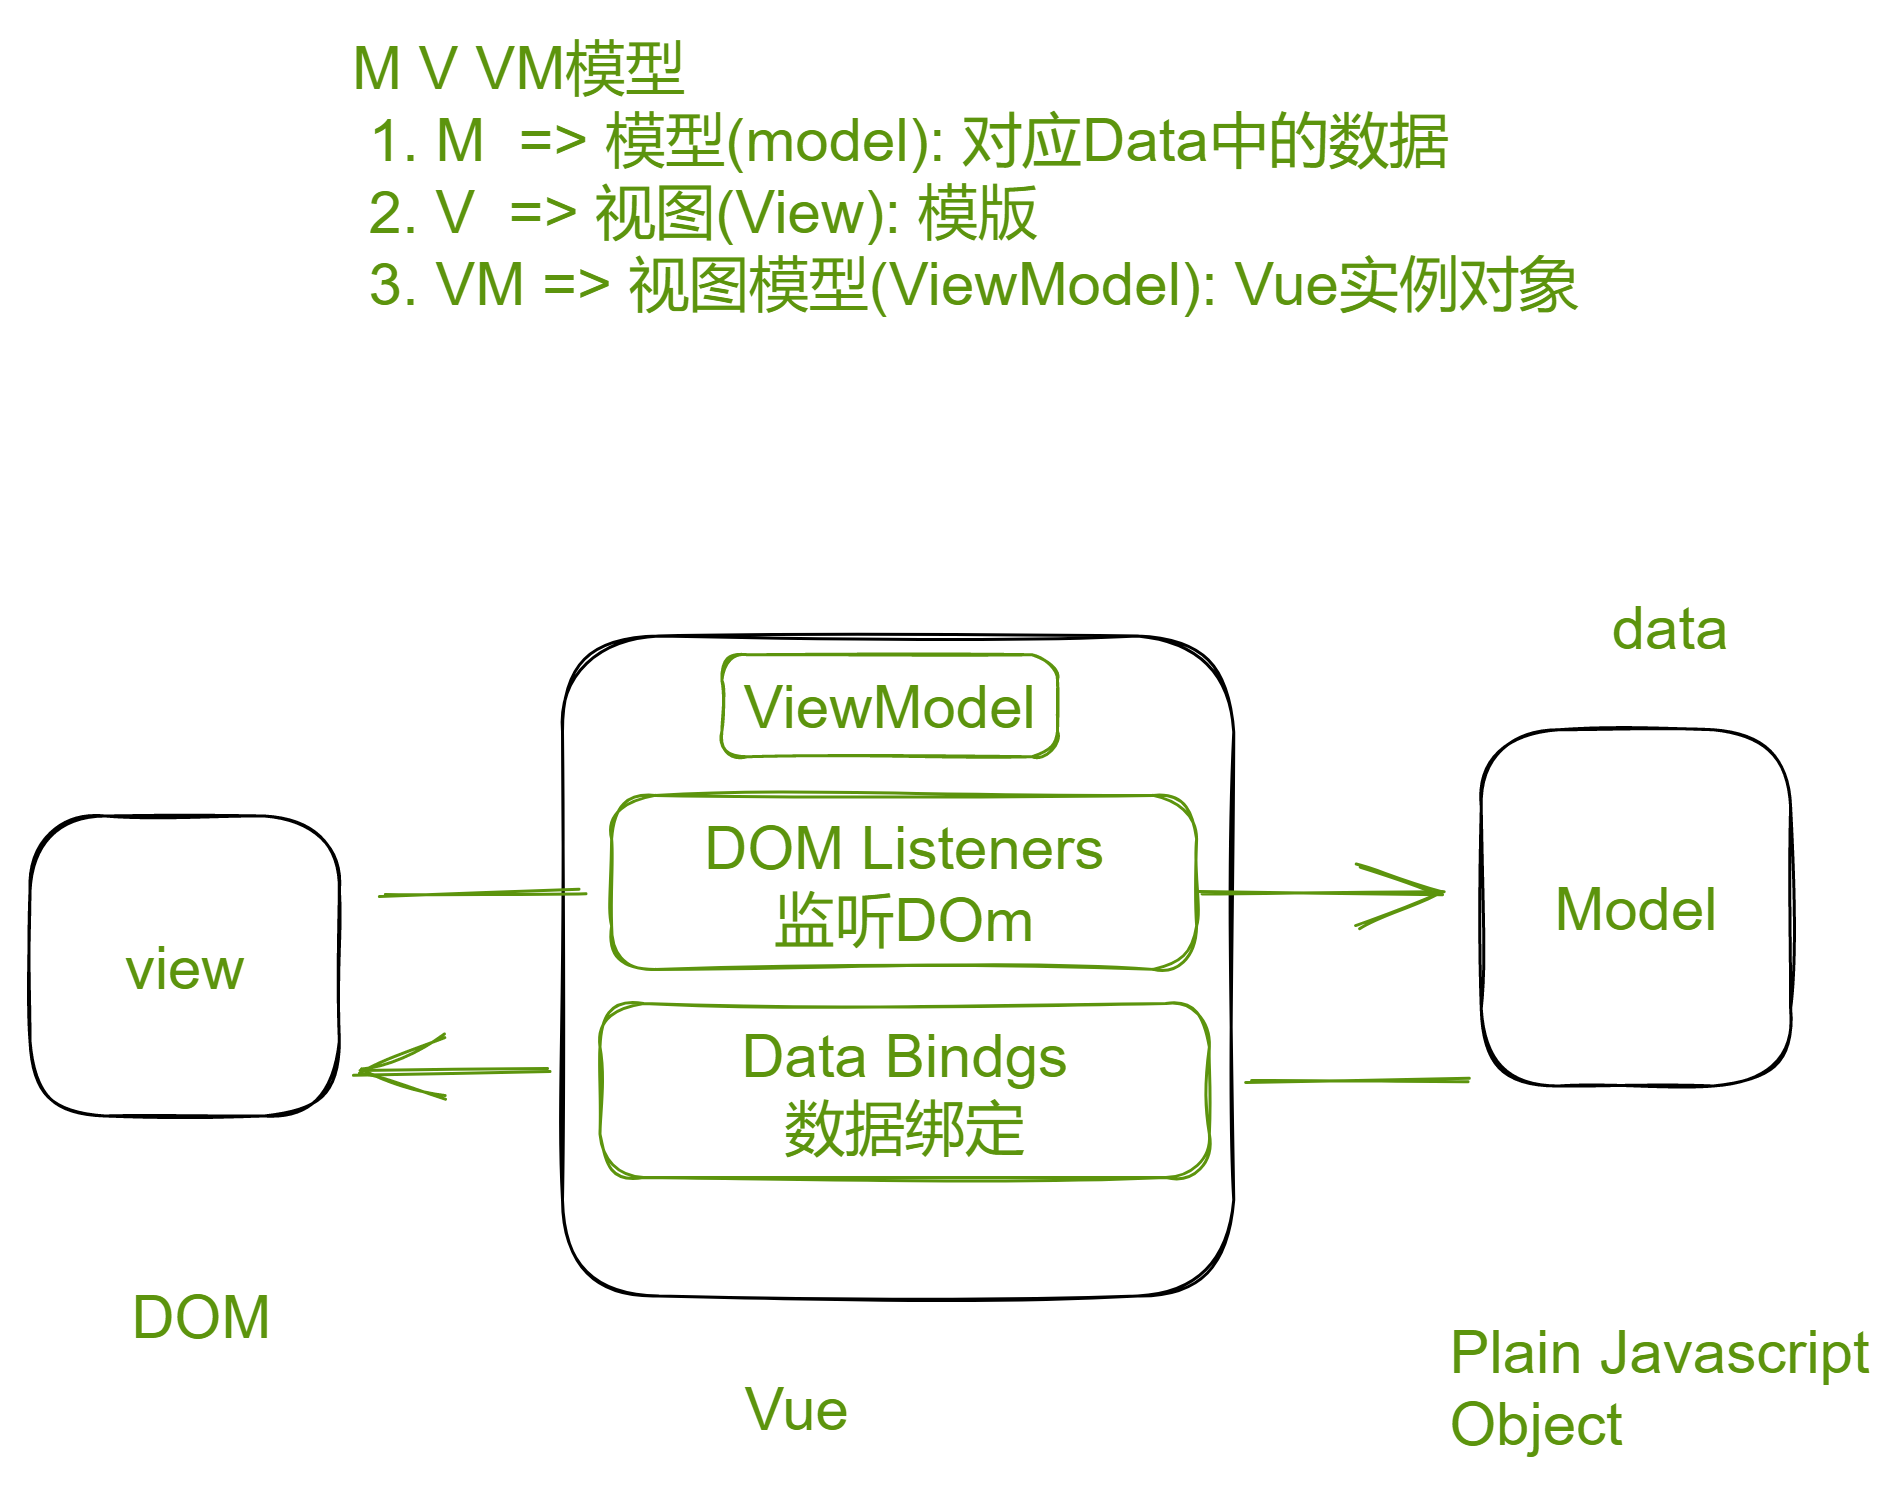 M V VM模型
1. M => 模型(model): 对应Data中的数据
2. V => 视图(View): 模版
3. VM => 视图模型(ViewModel): Vue实例对象
data
ViewModel
DOM Listeners
监听DOm
Model
view
Data Bindgs
数据绑定
DOM
Vue
Plain Javascript
Object